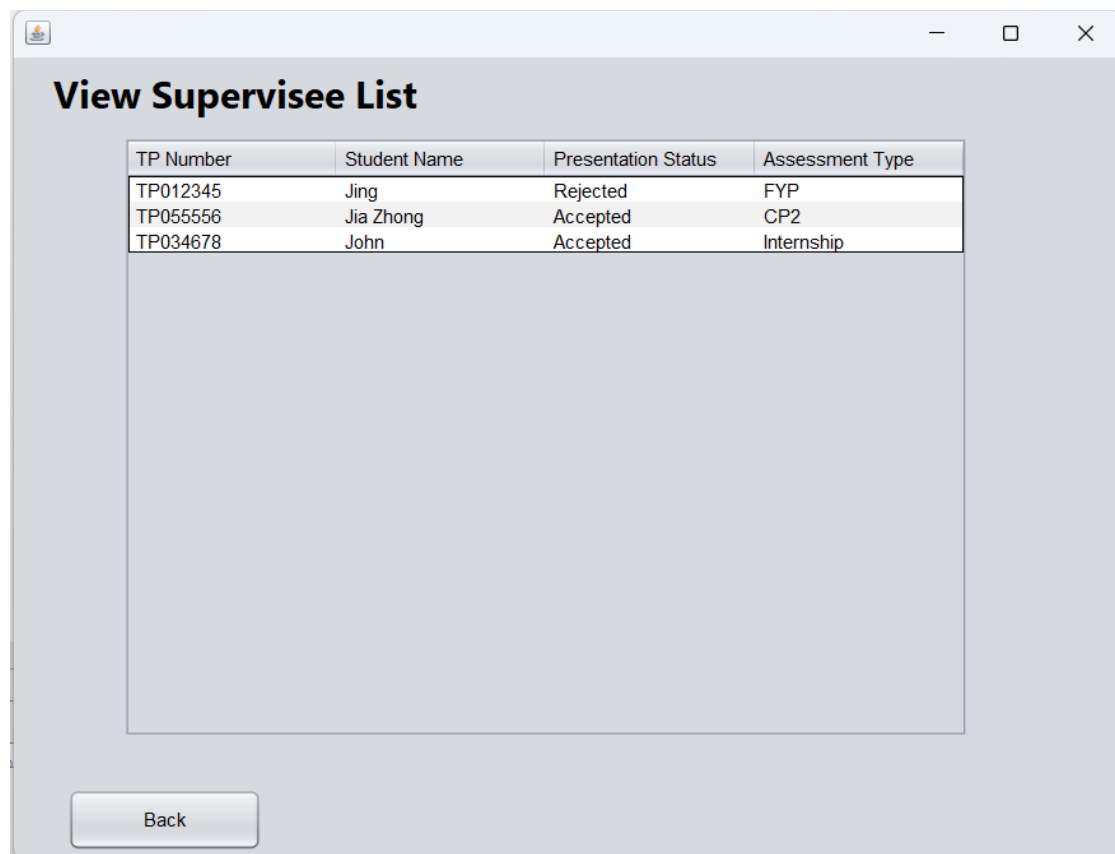 View Supervisee List
TP Number Student Name Presentation Status Assessment Type
TP012345 Jing Rejected FYP
TP055556 Jia Zhong Accepted CP2
TP034678 John Accepted Internship
Back